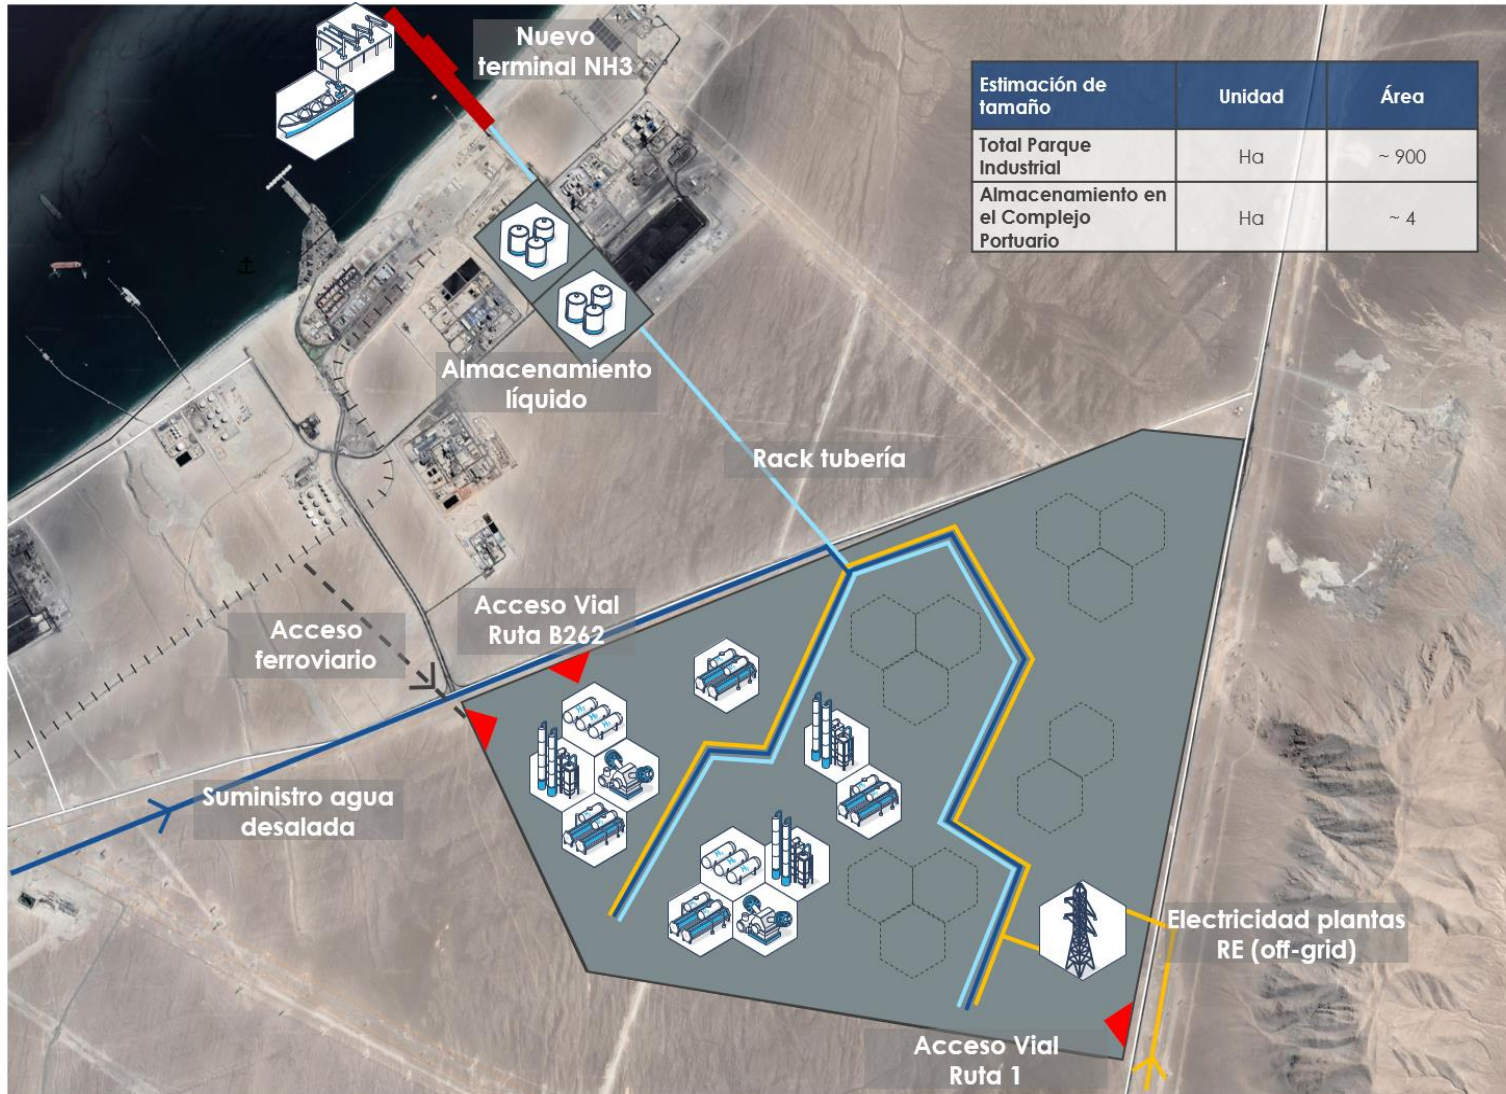 Nuevo
terminal NH3
Estimación de
tamaño
Unidad
Área
Total Parque
Industrial
Ha
~ 900
Almacenamiento en
el Complejo
Portuario
Ha
~ 4
Almacenamiento
líquido
Rack tubería
Acceso Vial
Ruta B262
Acceso
ferroviario
Suministro agua
desalada
Electricidad plantas
RE (off-grid)
Acceso Vial
Ruta 1